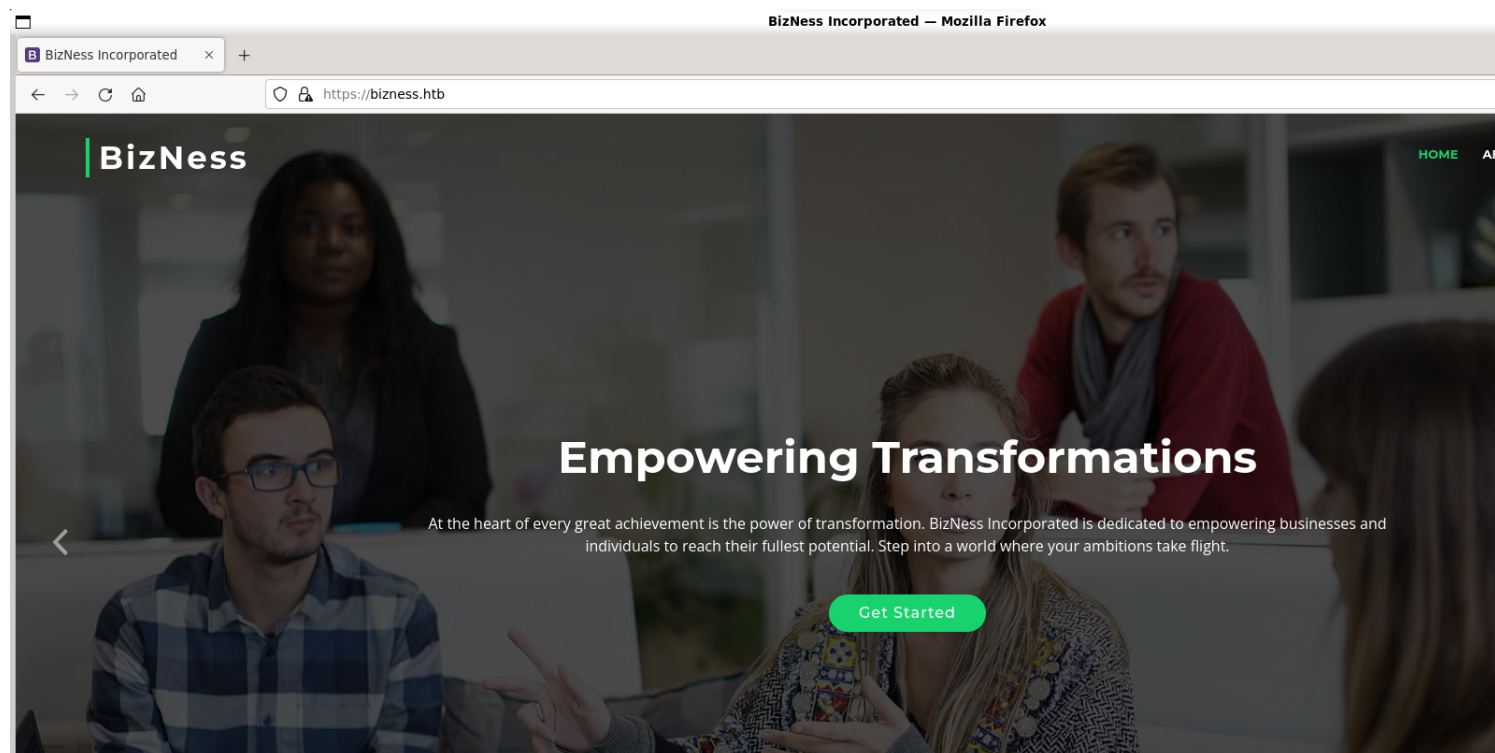 BizNess Incorporated — Mozilla Firefox
B BizNess Incorporated × +
https://bizness.htb
BizNess
HOME
Empowering Transformations
At the heart of every great achievement is the power of transformation. BizNess Incorporated is dedicated to empowering businesses and
individuals to reach their fullest potential. Step into a world where your ambitions take flight.
Get Started